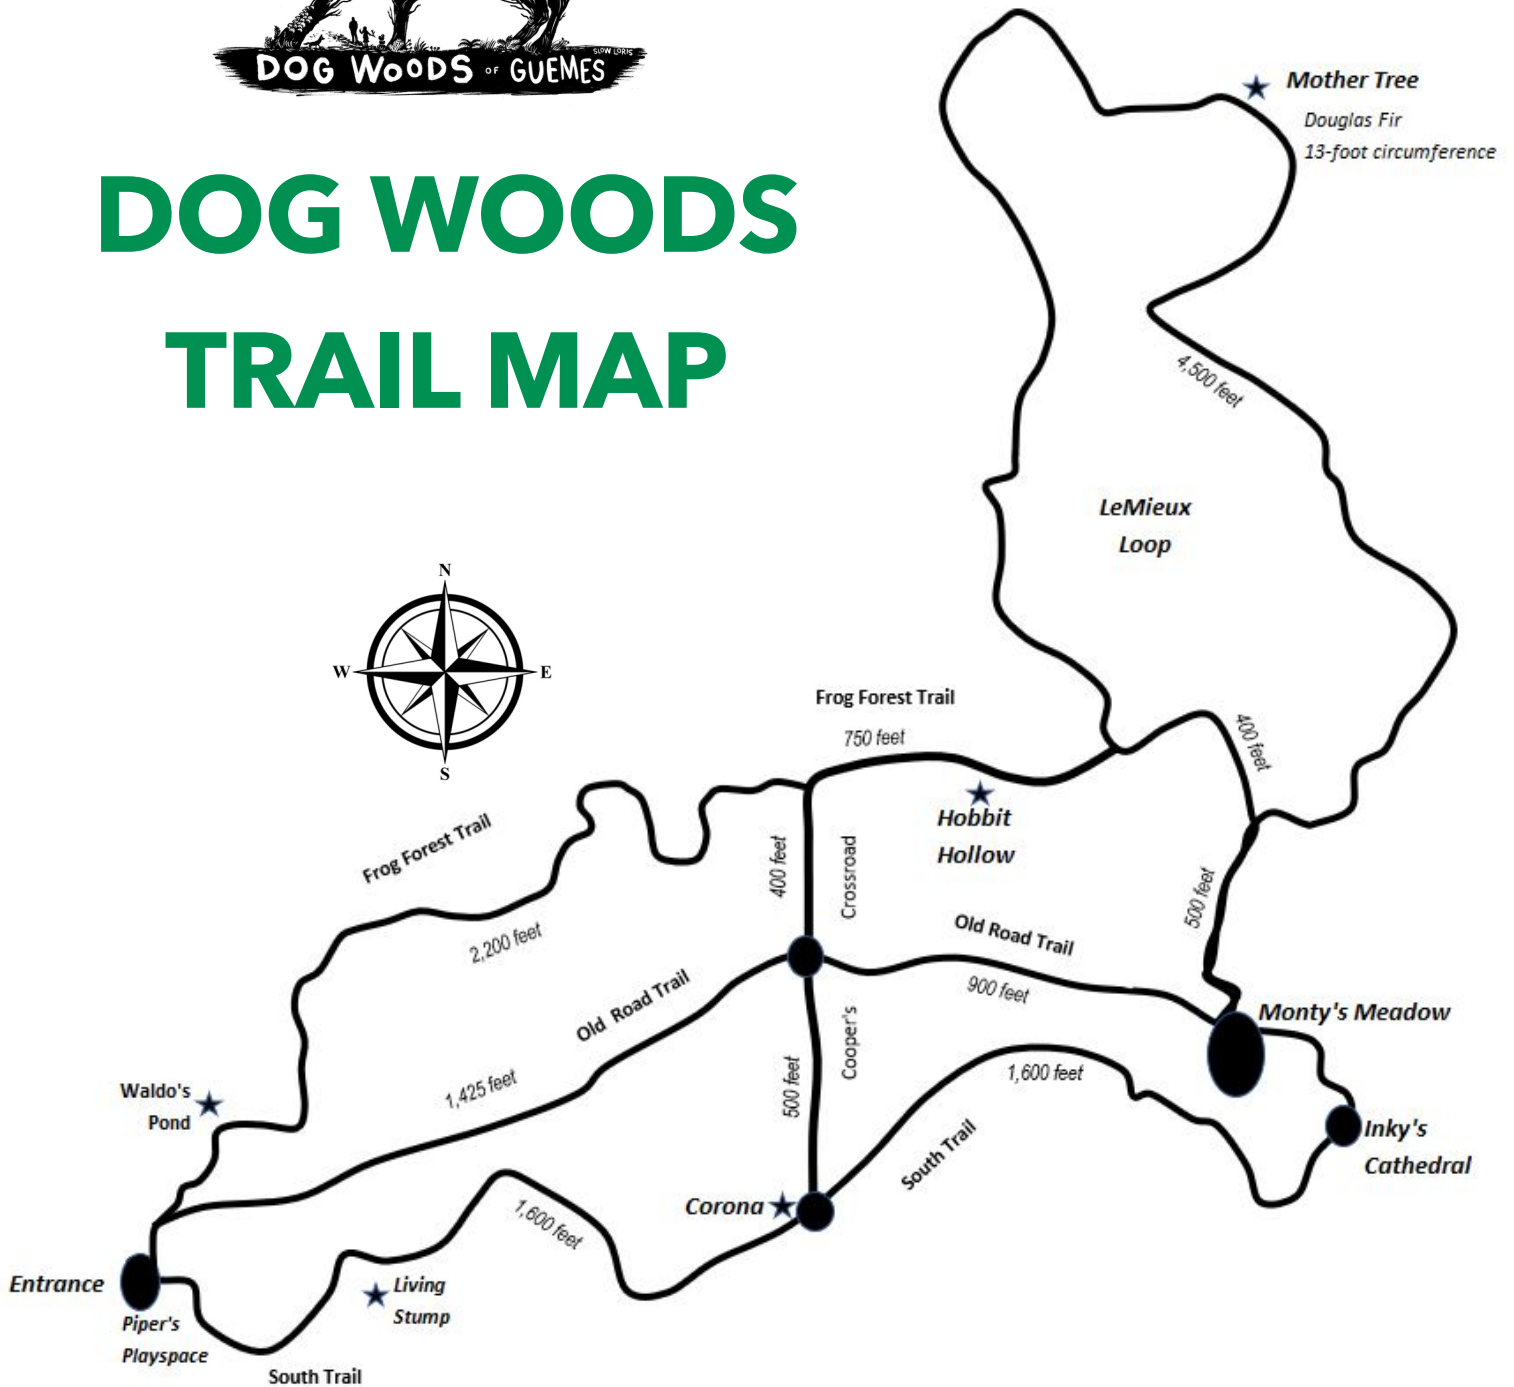 SLOW LORIS
DOG WOODS OF GUEMES
DOG WOODS
TRAIL MAP
Mother Tree
Douglas Fir
13-foot circumference
4,500 feet
LeMieux
Loop
N
W
E
S
Frog Forest Trail
750 feet
400 feet
Hobbit
Hollow
Frog Forest Trail
2,200 feet
400 feet
Crossroad
500 feet
Old Road Trail
900 feet
Old Road Trail
1,425 feet
Cooper's
500 feet
Monty's Meadow
1,600 feet
South Trail
Inky's
Cathedral
Waldo's
Pond
Corona
1,600 feet
Entrance
Living
Stump
Piper's
Playspace
South Trail